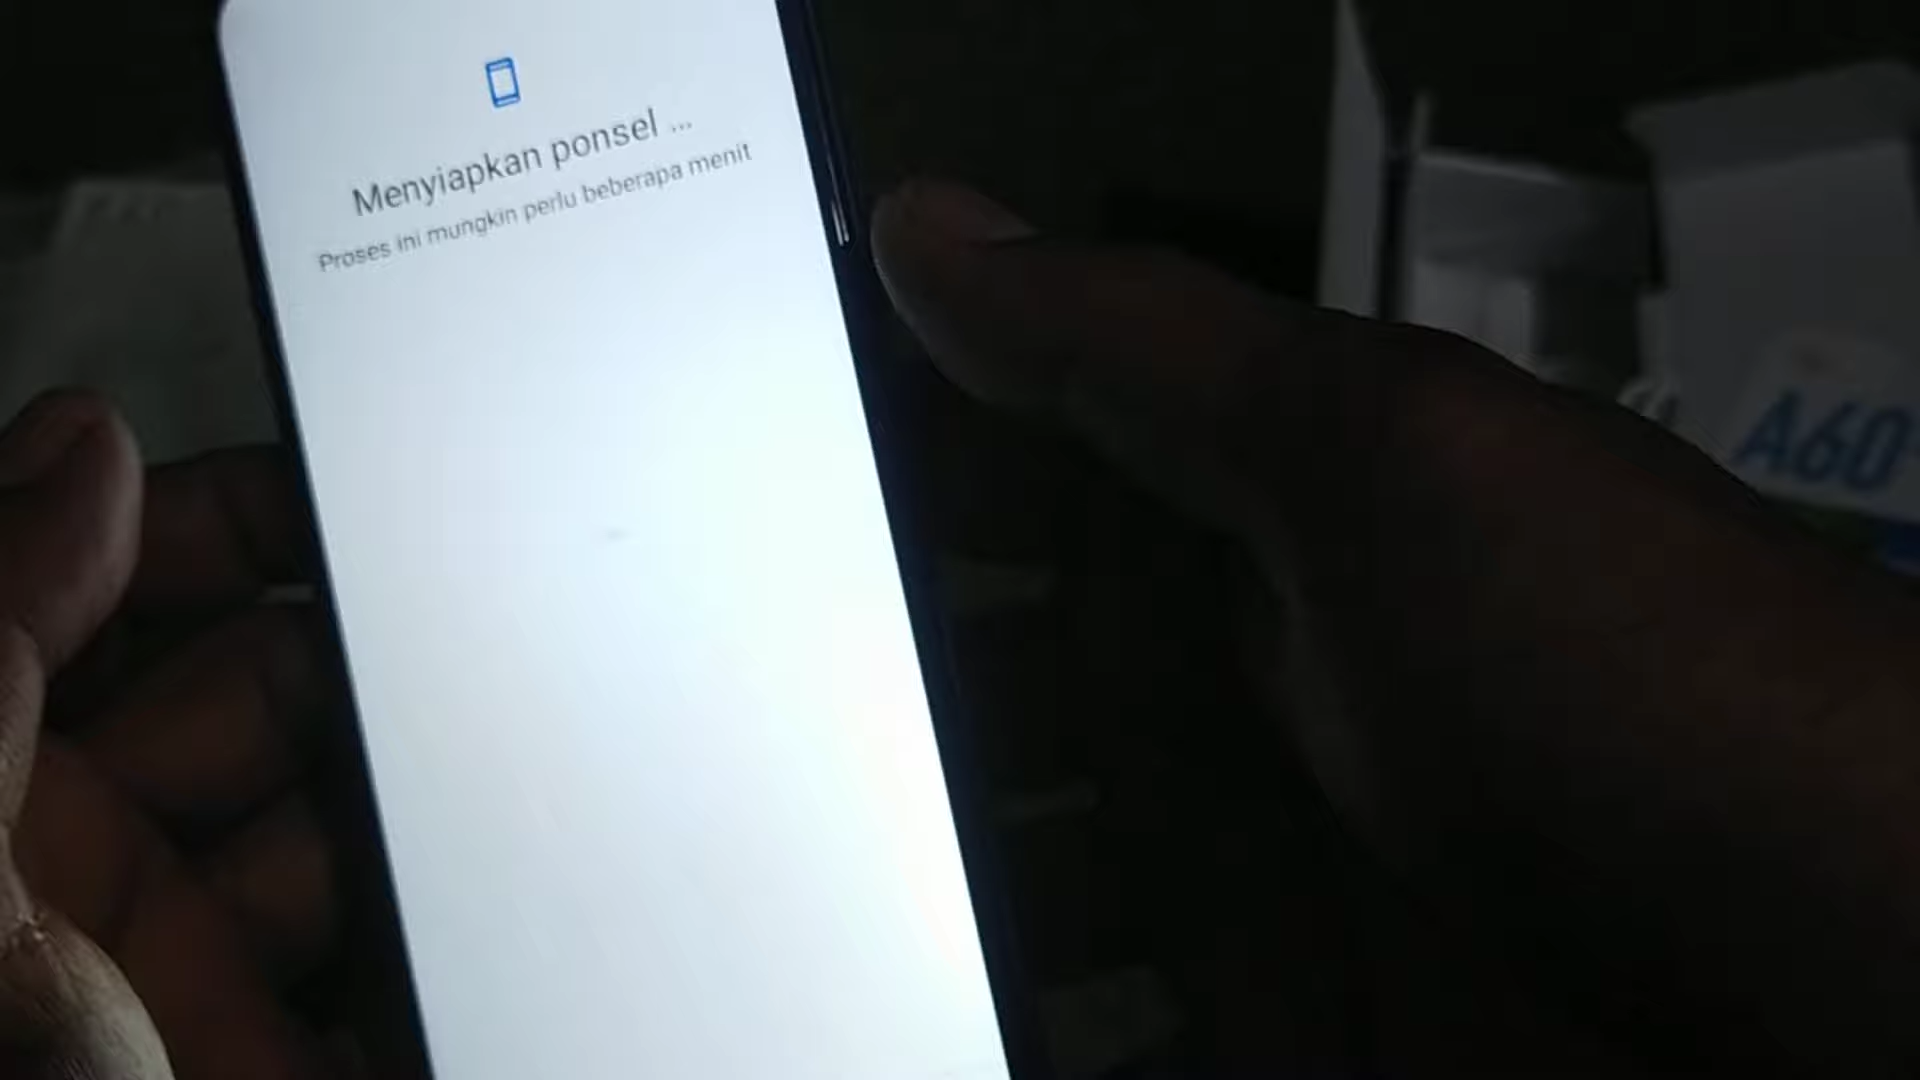 Menyiapkan ponsel ...
Proses ini mungkin perlu beberapa menit
A60